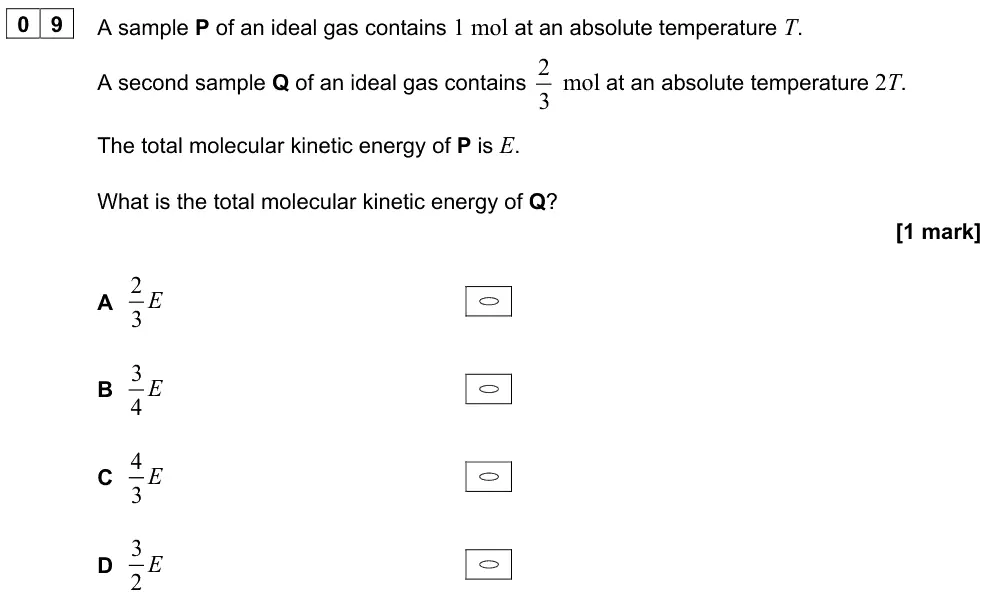 0 9 A sample P of an ideal gas contains 1 mol at an absolute temperature T.
A second sample Q of an ideal gas contains 2/3 mol at an absolute temperature 2T.
The total molecular kinetic energy of P is E.
What is the total molecular kinetic energy of Q?
[1 mark]
A 2/3 E
B 3/4 E
C 4/3 E
D 3/2 E